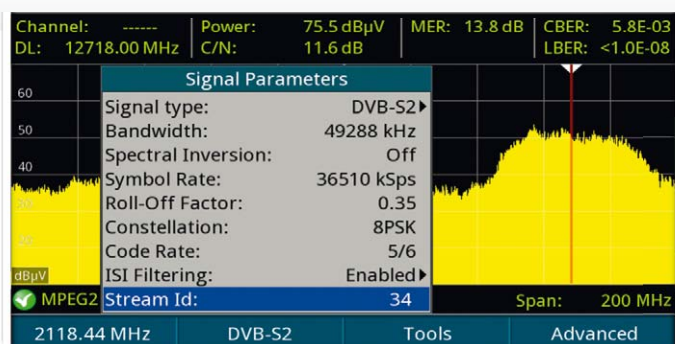 Channel: ------ Power: 75.5 dBµV MER: 13.8 dB CBER: 5.8E-03
DL: 12718.00 MHz C/N: 11.6 dB LBER: <1.0E-08
Signal Parameters
60
Signal type: DVB-S2
50
Bandwidth: 49288 kHz
Spectral Inversion: Off
40
Symbol Rate: 36510 kSps
Roll-Off Factor: 0.35
Constellation: 8PSK
Code Rate: 5/6
dBµV
ISI Filtering: Enabled
MPEG2 Stream Id: 34 Span: 200 MHz
2118.44 MHz DVB-S2 Tools Advanced